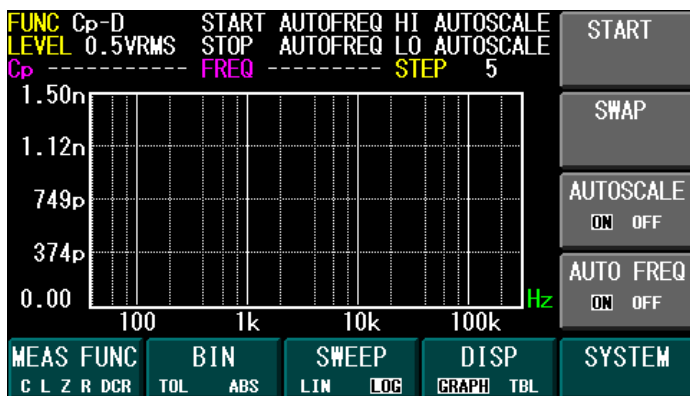 FUNC Cp-D START AUTOFREQ HI AUTOSCALE
LEVEL 0.5VRMS STOP AUTOFREQ LO AUTOSCALE
Cp ----------- FREQ --------- STEP 5
1.50n
1.12n
749p
374p
0.00
100 1k 10k 100k Hz
START
SWAP
AUTOSCALE
ON OFF
AUTO FREQ
ON OFF
MEAS FUNC BIN SWEEP DISP SYSTEM
C L Z R DCR TOL ABS LIN LOG GRAPH TBL